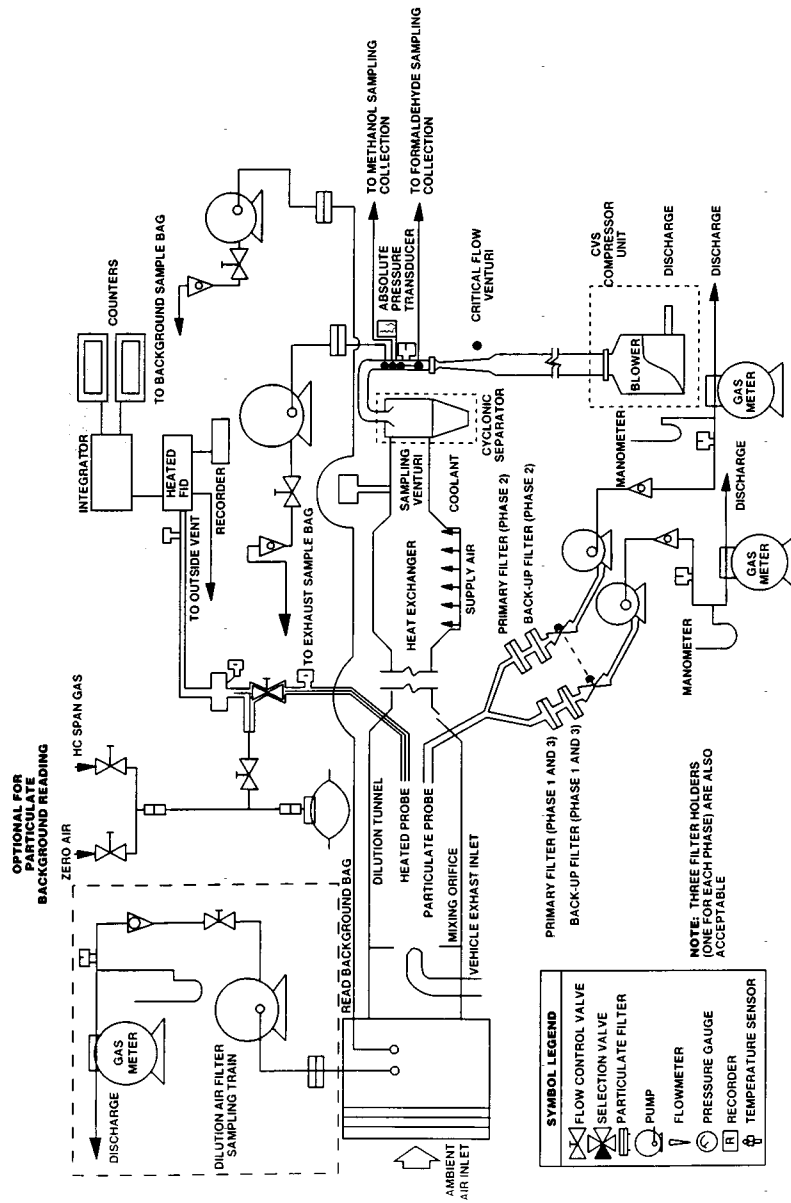 OPTIONAL FOR
PARTICULATE
BACKGROUND READING
ZERO AIR
HC SPAN GAS
DISCHARGE
GAS
METER
DILUTION AIR FILTER
SAMPLING TRAIN
READ BACKGROUND BAG
AMBIENT
AIR INLET
DILUTION TUNNEL
HEATED PROBE
PARTICULATE PROBE
MIXING ORIFICE
VEHICLE EXHAST INLET
INTEGRATOR
COUNTERS
HEATED
FID
RECORDER
TO OUTSIDE VENT
TO BACKGROUND SAMPLE BAG
TO EXHAUST SAMPLE BAG
HEAT EXCHANGER
SUPPLY AIR
COOLANT
SAMPLING
VENTURI
CYCLONIC
SEPARATOR
TO METHANOL SAMPLING
COLLECTION
ABSOLUTE
PRESSURE
TRANSDUCER
TO FORMALDEHYDE SAMPLING
COLLECTION
CRITICAL FLOW
VENTURI
CVS
COMPRESSOR
UNIT
BLOWER
DISCHARGE
PRIMARY FILTER (PHASE 2)
BACK-UP FILTER (PHASE 2)
PRIMARY FILTER (PHASE 1 AND 3)
BACK-UP FILTER (PHASE 1 AND 3)
MANOMETER
GAS
METER
DISCHARGE
MANOMETER
GAS
METER
DISCHARGE
NOTE: THREE FILTER HOLDERS
(ONE FOR EACH PHASE) ARE ALSO
ACCEPTABLE
SYMBOL LEGEND
FLOW CONTROL VALVE
SELECTION VALVE
PARTICULATE FILTER
PUMP
FLOWMETER
PRESSURE GAUGE
R RECORDER
TEMPERATURE SENSOR